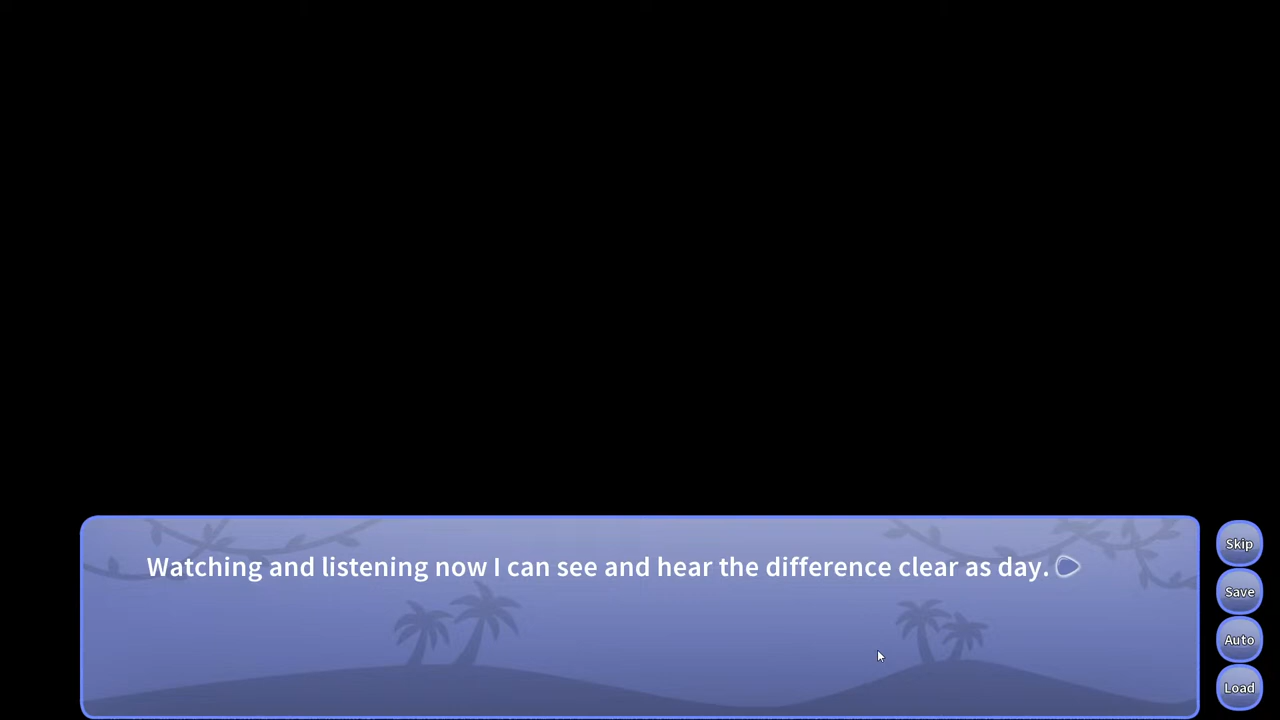 Watching and listening now I can see and hear the difference clear as day.
Skip
Save
Auto
Load